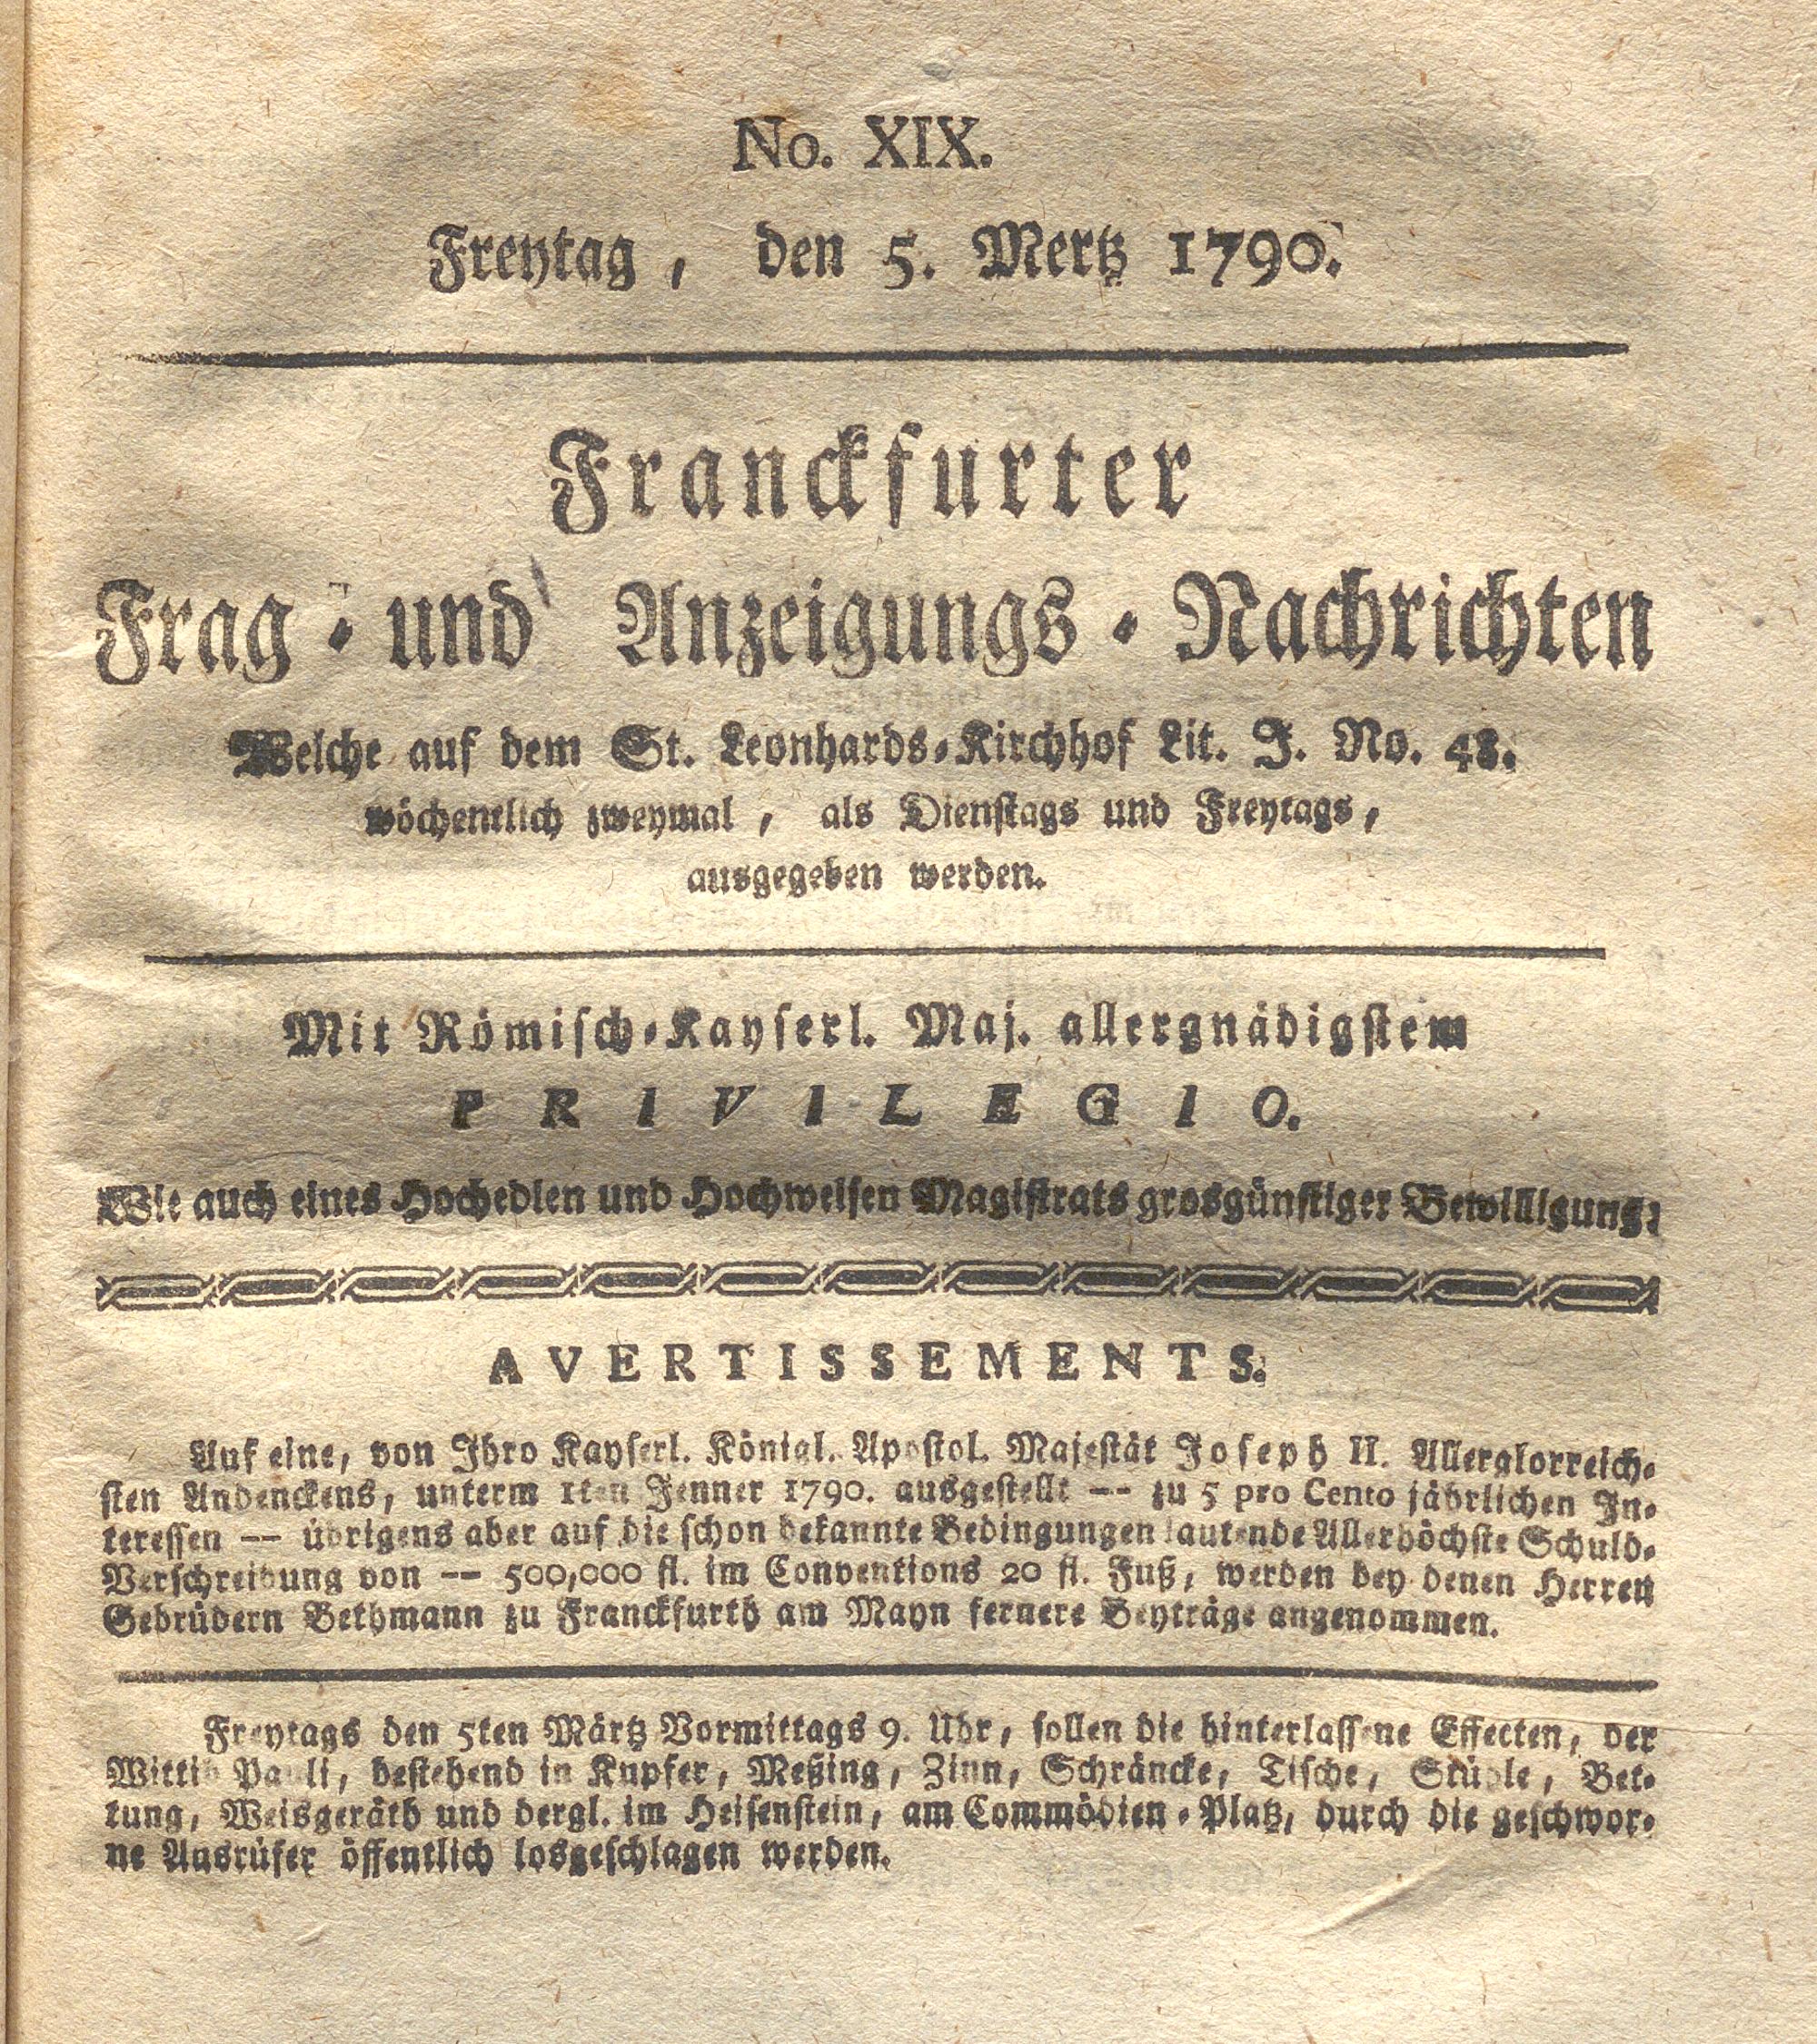 No. XIX.
Freytag, den 5. Mertz 1790.
Franckfurter
Frag- und Anzeigungs-Nachrichten
Welche auf dem St. Leonhards-Kirchhof Lit. J. No. 48.
wöchentlich zweymal, als Dienstags und Freytags,
ausgegeben werden.
Mit Römisch-Kayserl. Maj. allergnädigstem
PRIVILEGIO.
Wie auch eines Hochedlen und Hochweisen Magistrats grosgünstiger Bewilligung.
AVERTISSEMENTS.
Auf eine, von Ihro Kayserl. Königl. Apostol. Majestät Joseph II. Allerglorreich-
sten Andenckens, unterm 1ten Jenner 1790. ausgestellt -- zu 5 pro Cento jährlichen In-
teressen -- übrigens aber auf die schon bekannte Bedingungen lautende Allerhöchste Schuld-
Verschreibung von -- 500,000 fl. im Conventions 20 fl. Fuß, werden bey denen Herren
Gebrüdern Bethmann zu Franckfurth am Mayn fernere Beyträge angenommen.
Freytags den 5ten Märtz Vormittags 9. Uhr, sollen die hinterlassene Effecten, der
Wittib Pauli, bestehend in Kupfer, Meßing, Zinn, Schräncke, Tische, Stühle, Bet-
tung, Weisgeräth und dergl. im Heisenstein, am Commödien-Platz, durch die geschwor-
ne Ausrüfer öffentlich losgeschlagen werden.